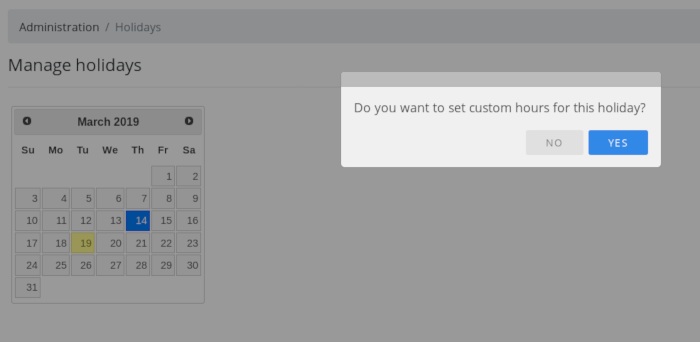 Administration / Holidays
Manage holidays
Do you want to set custom hours for this holiday?
NO YES
March 2019
Su Mo Tu We Th Fr Sa
1 2
3 4 5 6 7 8 9
10 11 12 13 14 15 16
17 18 19 20 21 22 23
24 25 26 27 28 29 30
31